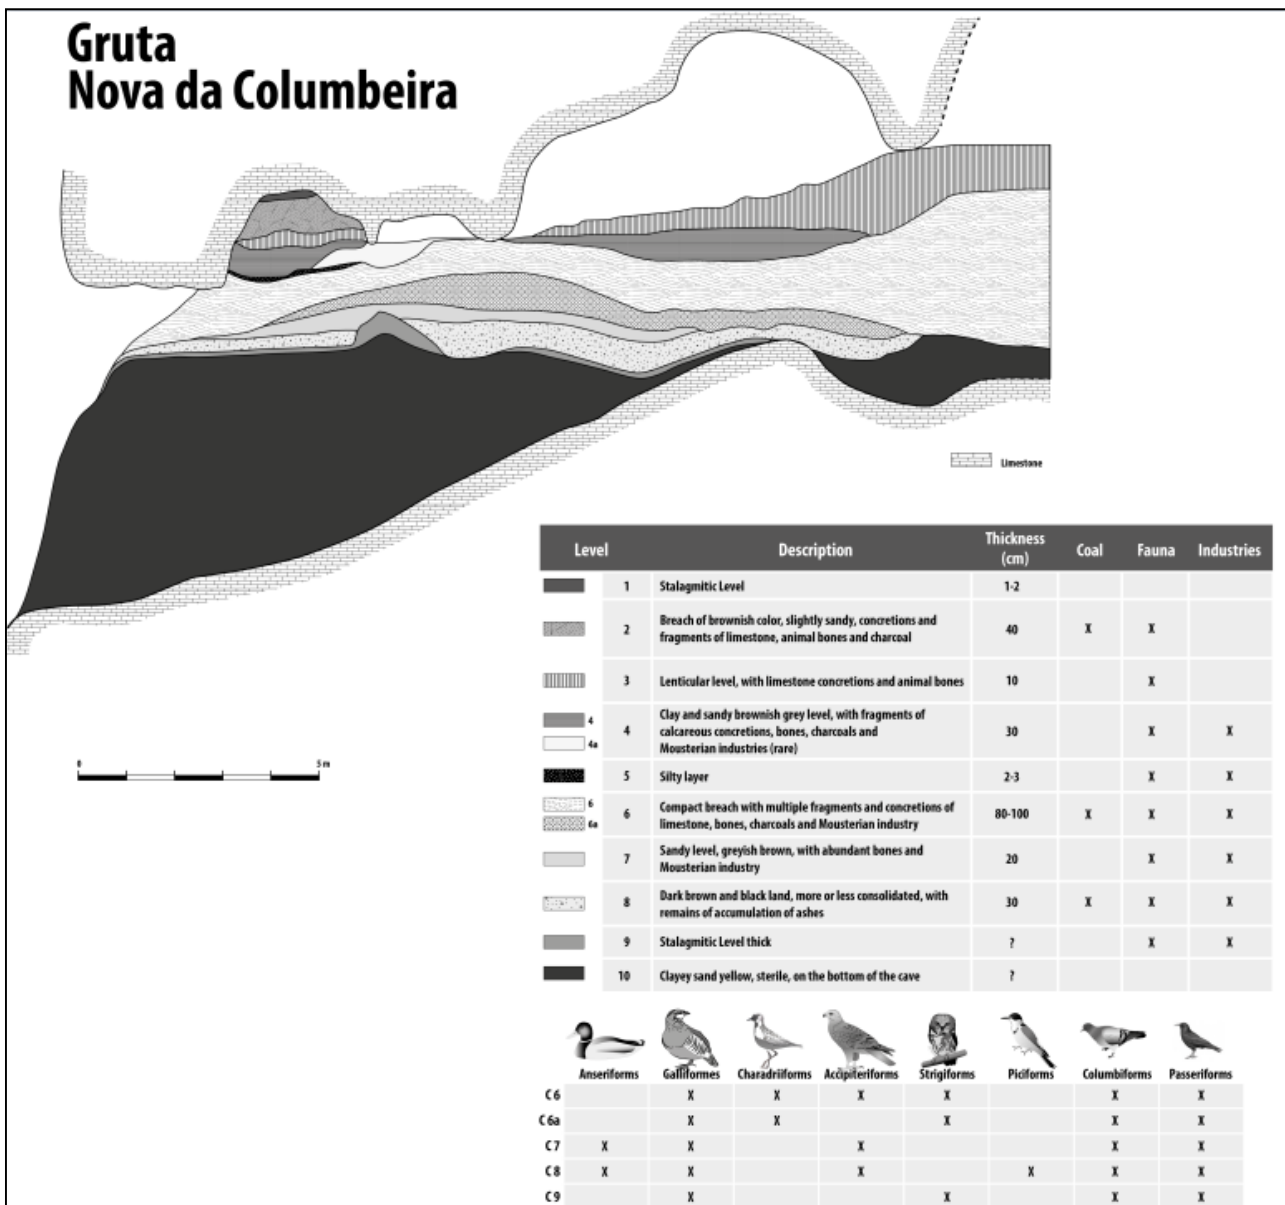 Gruta
Nova da Columbeira
Limestone
0 5 m
Level Description Thickness (cm) Coal Fauna Industries
1 Stalagmitic Level 1-2
2 Breach of brownish color, slightly sandy, concretions and
fragments of limestone, animal bones and charcoal 40 X X
3 Lenticular level, with limestone concretions and animal bones 10 X
4
4a
4 Clay and sandy brownish grey level, with fragments of
calcareous concretions, bones, charcoals and
Mousterian industries (rare) 30 X X
5 Silty layer 2-3 X X
6
6a
6 Compact breach with multiple fragments and concretions of
limestone, bones, charcoals and Mousterian industry 80-100 X X X
7 Sandy level, greyish brown, with abundant bones and
Mousterian industry 20 X X
8 Dark brown and black land, more or less consolidated, with
remains of accumulation of ashes 30 X X X
9 Stalagmitic Level thick ? X X
10 Clayey sand yellow, sterile, on the bottom of the cave ?
Anseriforms Galliformes Charadriiforms Accipiteriforms Strigiforms Piciforms Columbiforms Passeriforms
C 6 X X X X X X
C 6a X X X X X
C 7 X X X X X
C 8 X X X X X X
C 9 X X X X